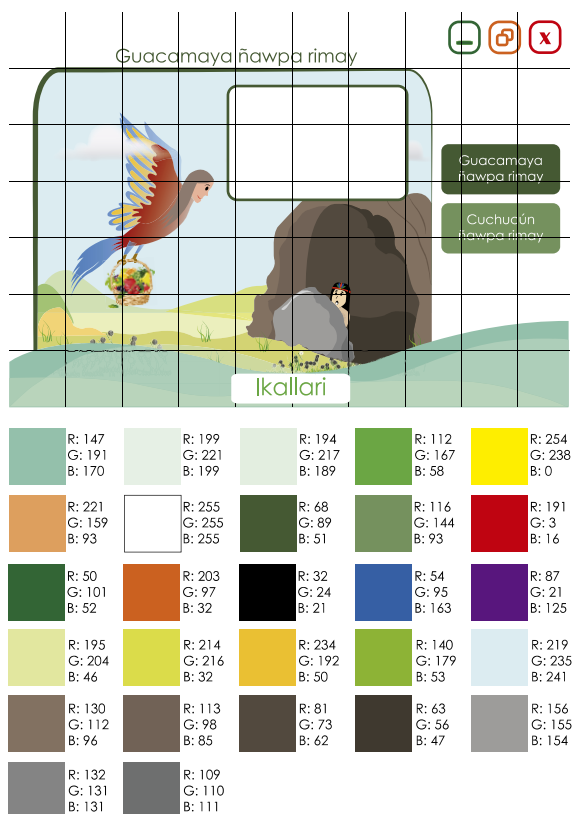 Guacamaya ñawpa rimay
x
Guacamaya
ñawpa rimay
Cuchucún
ñawpa rimay
Ikallari
R: 147
G: 191
B: 170
R: 199
G: 221
B: 199
R: 194
G: 217
B: 189
R: 112
G: 167
B: 58
R: 254
G: 238
B: 0
R: 221
G: 159
B: 93
R: 255
G: 255
B: 255
R: 68
G: 89
B: 51
R: 116
G: 144
B: 93
R: 191
G: 3
B: 16
R: 50
G: 101
B: 52
R: 203
G: 97
B: 32
R: 32
G: 24
B: 21
R: 54
G: 95
B: 163
R: 87
G: 21
B: 125
R: 195
G: 204
B: 46
R: 214
G: 216
B: 32
R: 234
G: 192
B: 50
R: 140
G: 179
B: 53
R: 219
G: 235
B: 241
R: 130
G: 112
B: 96
R: 113
G: 98
B: 85
R: 81
G: 73
B: 62
R: 63
G: 56
B: 47
R: 156
G: 155
B: 154
R: 132
G: 131
B: 131
R: 109
G: 110
B: 111